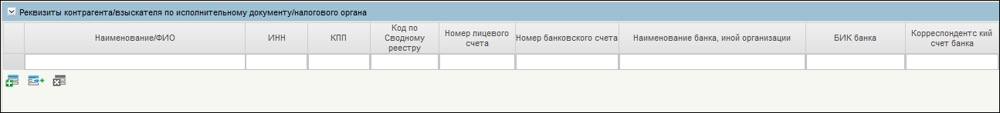 Реквизиты контрагента/взыскателя по исполнительному документу/налогового органа
Наименование/ФИО
ИНН
КПП
Код по
Сводному
реестру
Номер лицевого
счета
Номер банковского счета
Наименование банка, иной организации
БИК банка
Корреспондентс кий
счет банка